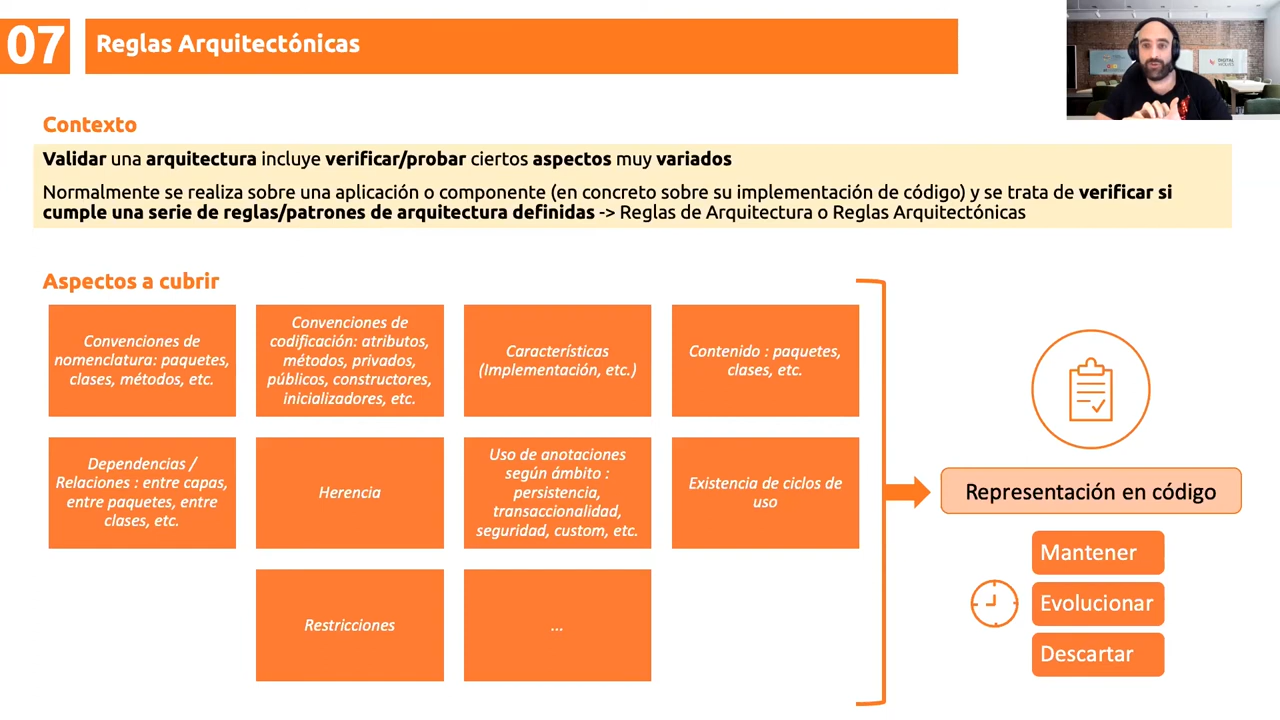 07
Reglas Arquitectónicas
Contexto
Validar una arquitectura incluye verificar/probar ciertos aspectos muy variados
Normalmente se realiza sobre una aplicación o componente (en concreto sobre su implementación de código) y se trata de verificar si
cumple una serie de reglas/patrones de arquitectura definidas -> Reglas de Arquitectura o Reglas Arquitectónicas
Aspectos a cubrir
Convenciones de
nomenclatura: paquetes,
clases, métodos, etc.
Convenciones de
codificación: atributos,
métodos, privados,
públicos, constructores,
inicializadores, etc.
Características
(Implementación, etc.)
Contenido : paquetes,
clases, etc.
Dependencias /
Relaciones : entre capas,
entre paquetes, entre
clases, etc.
Herencia
Uso de anotaciones
según ámbito :
persistencia,
transaccionalidad,
seguridad, custom, etc.
Existencia de ciclos de
uso
Restricciones
...
Representación en código
Mantener
Evolucionar
Descartar